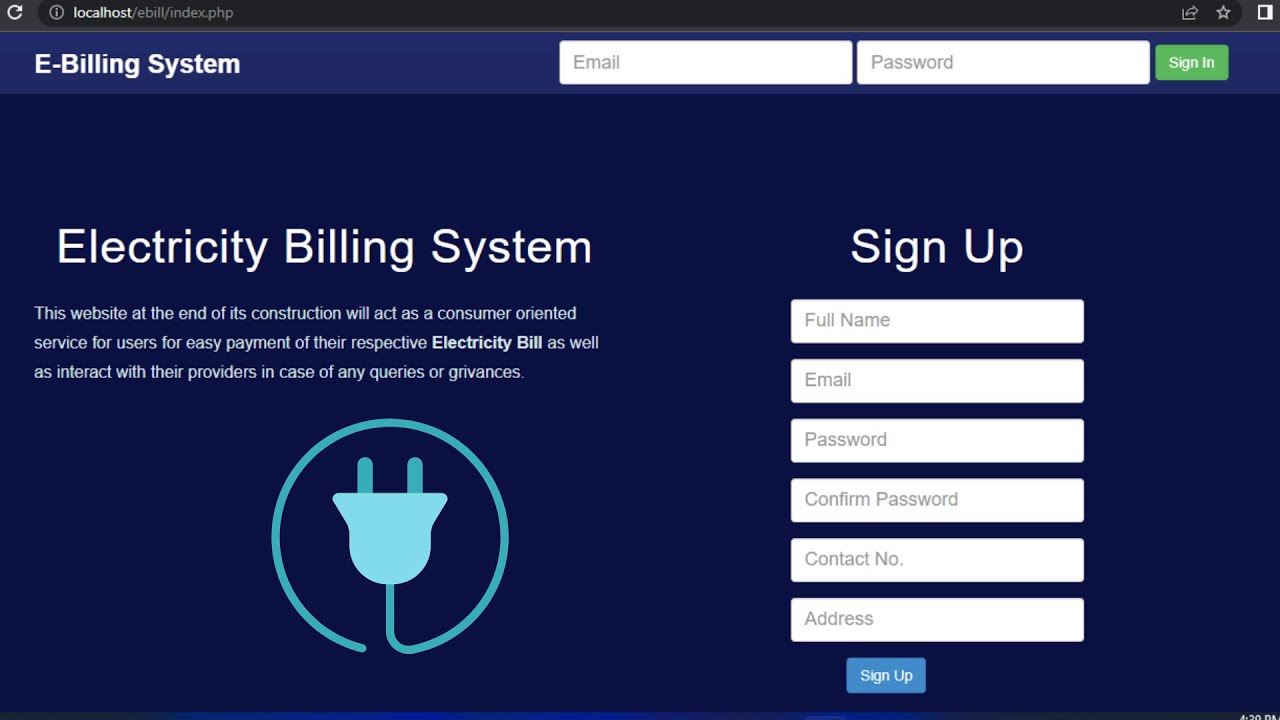 localhost/ebill/index.php
E-Billing System
Email
Password
Sign In
Electricity Billing System
This website at the end of its construction will act as a consumer oriented
service for users for easy payment of their respective Electricity Bill as well
as interact with their providers in case of any queries or grivances.
Sign Up
Full Name
Email
Password
Confirm Password
Contact No.
Address
Sign Up